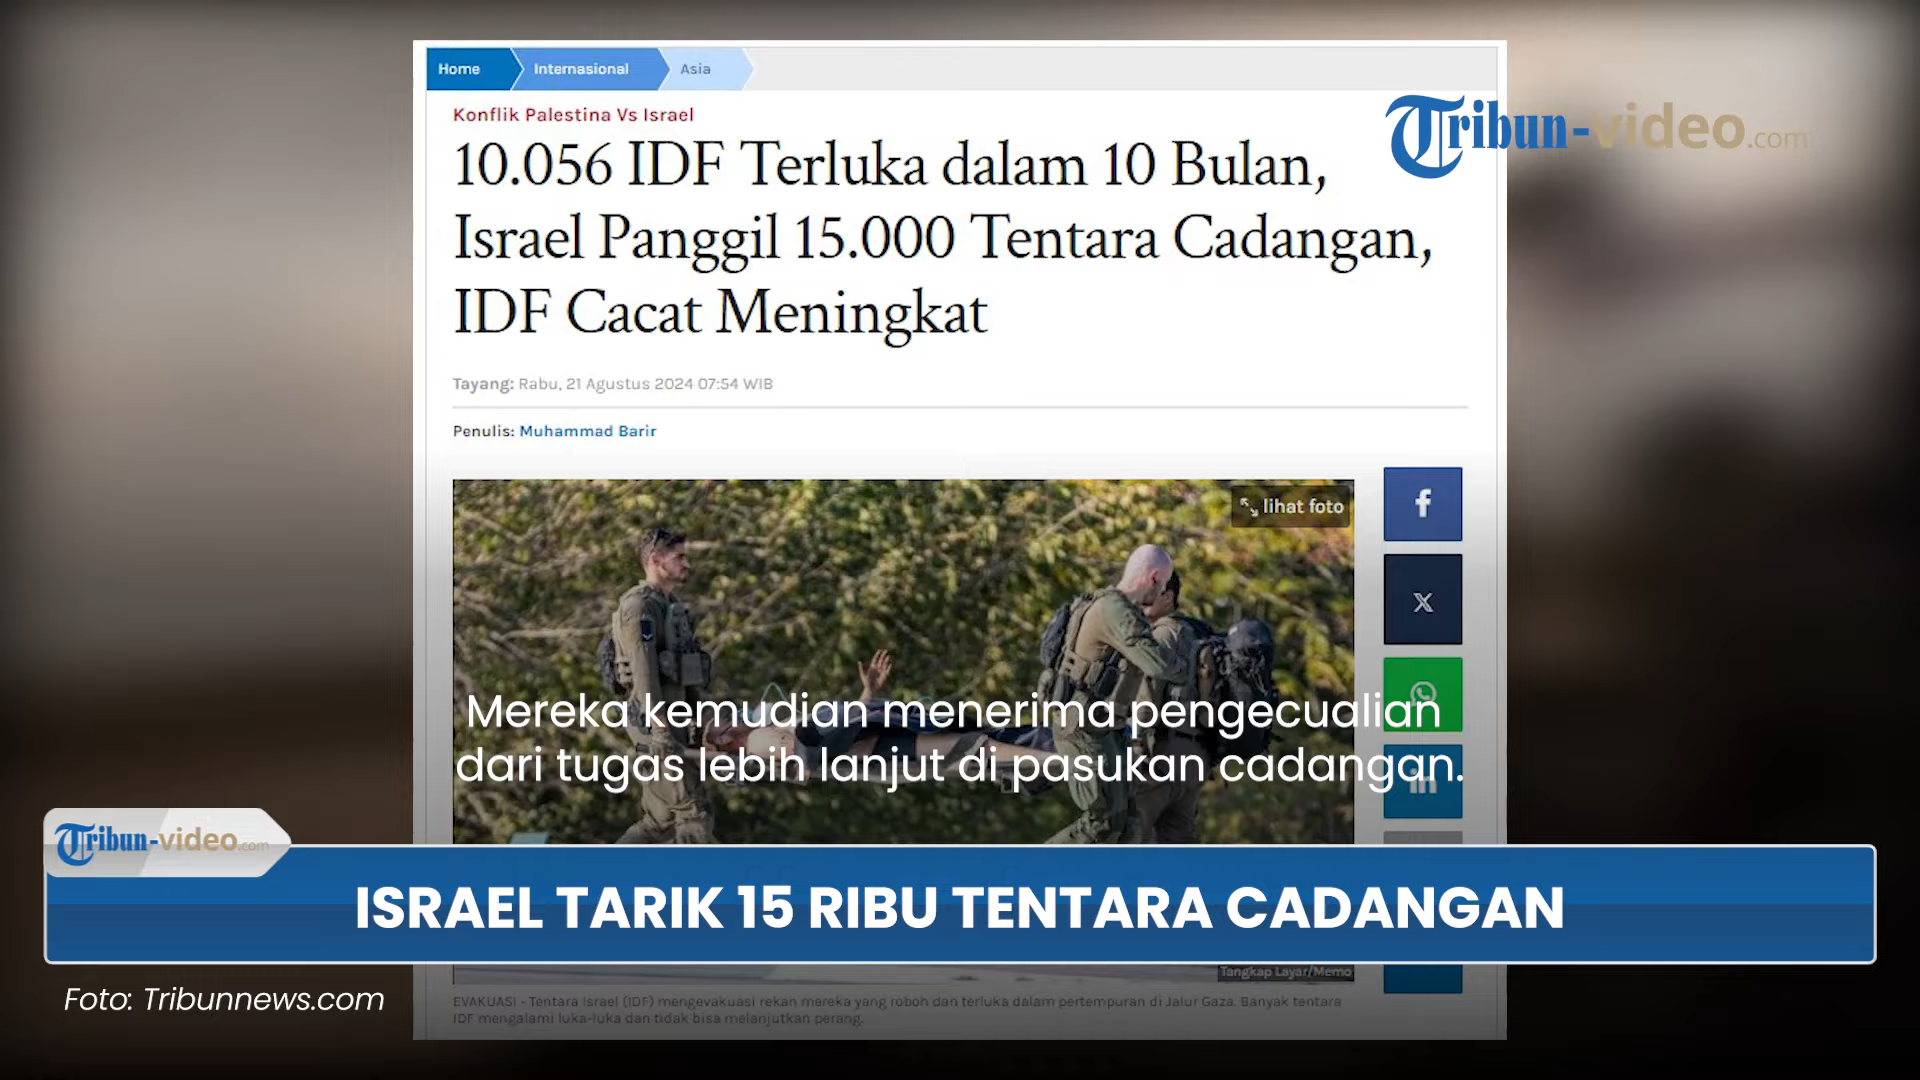 Home
Internasional
Asia
Konflik Palestina Vs Israel
Tribun-video.com
10.056 IDF Terluka dalam 10 Bulan,
Israel Panggil 15.000 Tentara Cadangan,
IDF Cacat Meningkat
Tayang: Rabu, 21 Agustus 2024 07:54 WIB
Penulis: Muhammad Barir
lihat foto
Mereka kemudian menerima pengecualian
dari tugas lebih lanjut di pasukan cadangan.
Tribun-video.com
ISRAEL TARIK 15 RIBU TENTARA CADANGAN
Tangkap Layar/Memo
Foto: Tribunnews.com
EVAKUASI - Tentara Israel (IDF) mengevakuasi rekan mereka yang roboh dan terluka dalam pertempuran di Jalur Gaza. Banyak tentara
IDF mengalami luka-luka dan tidak bisa melanjutkan perang.